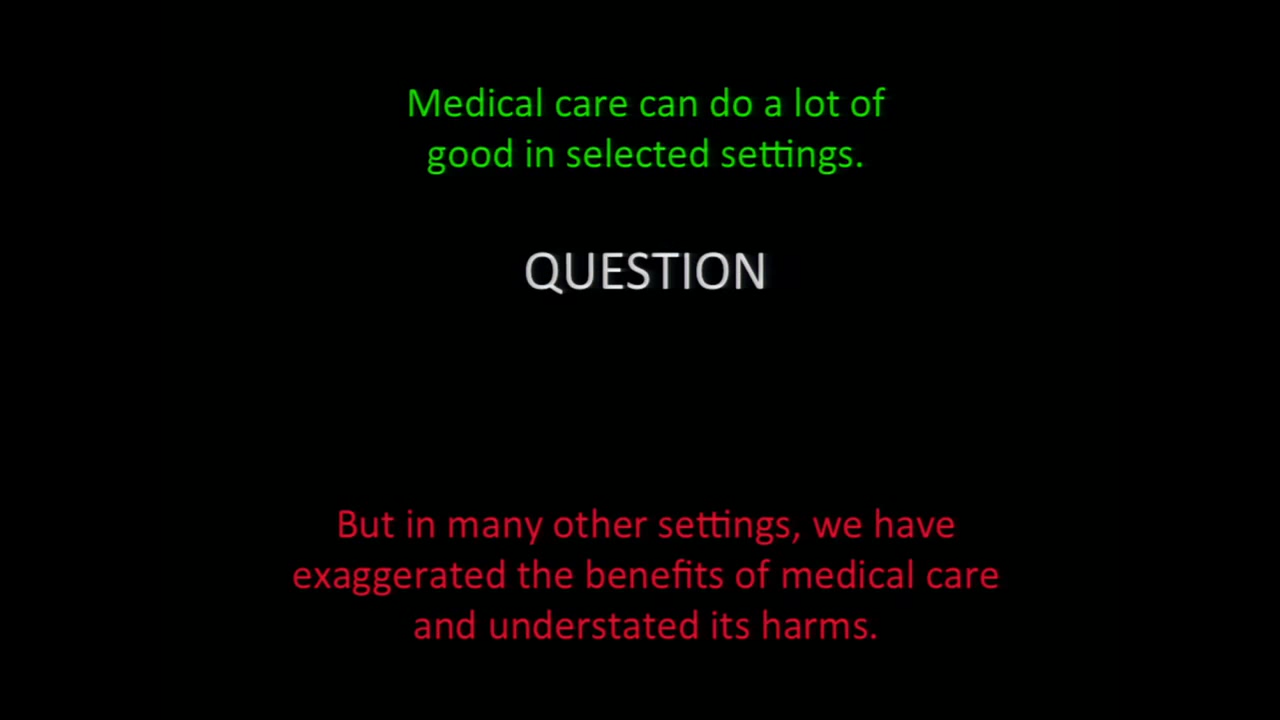 Medical care can do a lot of
good in selected settings.
QUESTION
But in many other settings, we have
exaggerated the benefits of medical care
and understated its harms.